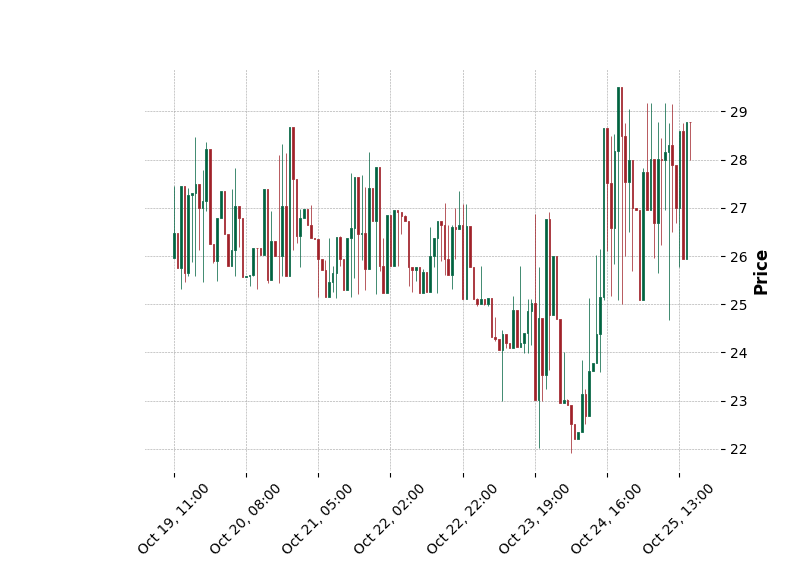 29
28
27
26
25
24
23
22
Price
Oct 19, 11:00
Oct 20, 08:00
Oct 21, 05:00
Oct 22, 02:00
Oct 22, 22:00
Oct 23, 19:00
Oct 24, 16:00
Oct 25, 13:00